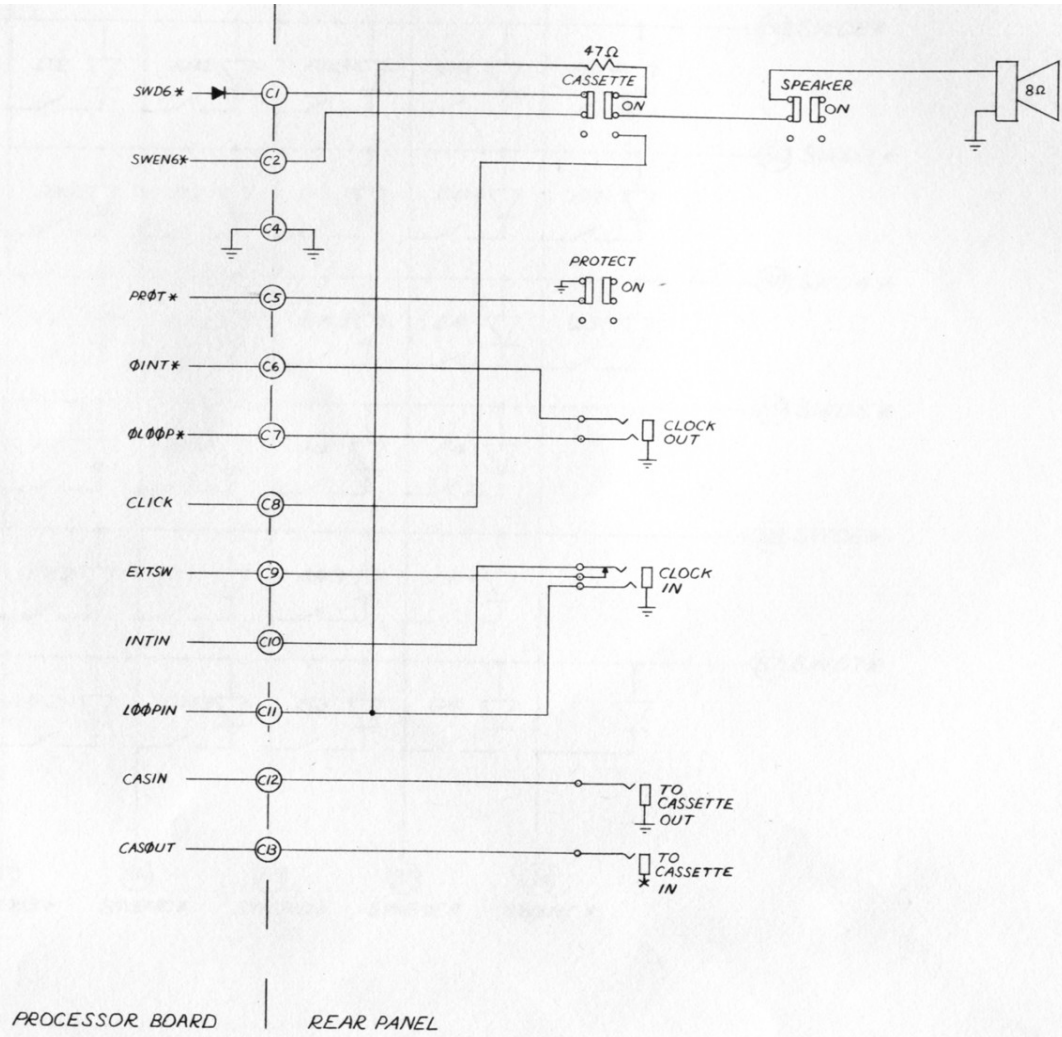 47Ω
CASSETTE
ON
SPEAKER
ON
8Ω
SWD6*
C1
SWEN6*
C2
C4
PROTECT
ON
PRØT*
C5
ØINT*
C6
ØLØØP*
C7
CLOCK
OUT
CLICK
C8
EXTSW
C9
CLOCK
IN
INTIN
C10
LØØPIN
C11
CASIN
C12
TO
CASSETTE
OUT
CASØUT
C13
TO
CASSETTE
IN
PROCESSOR BOARD
REAR PANEL